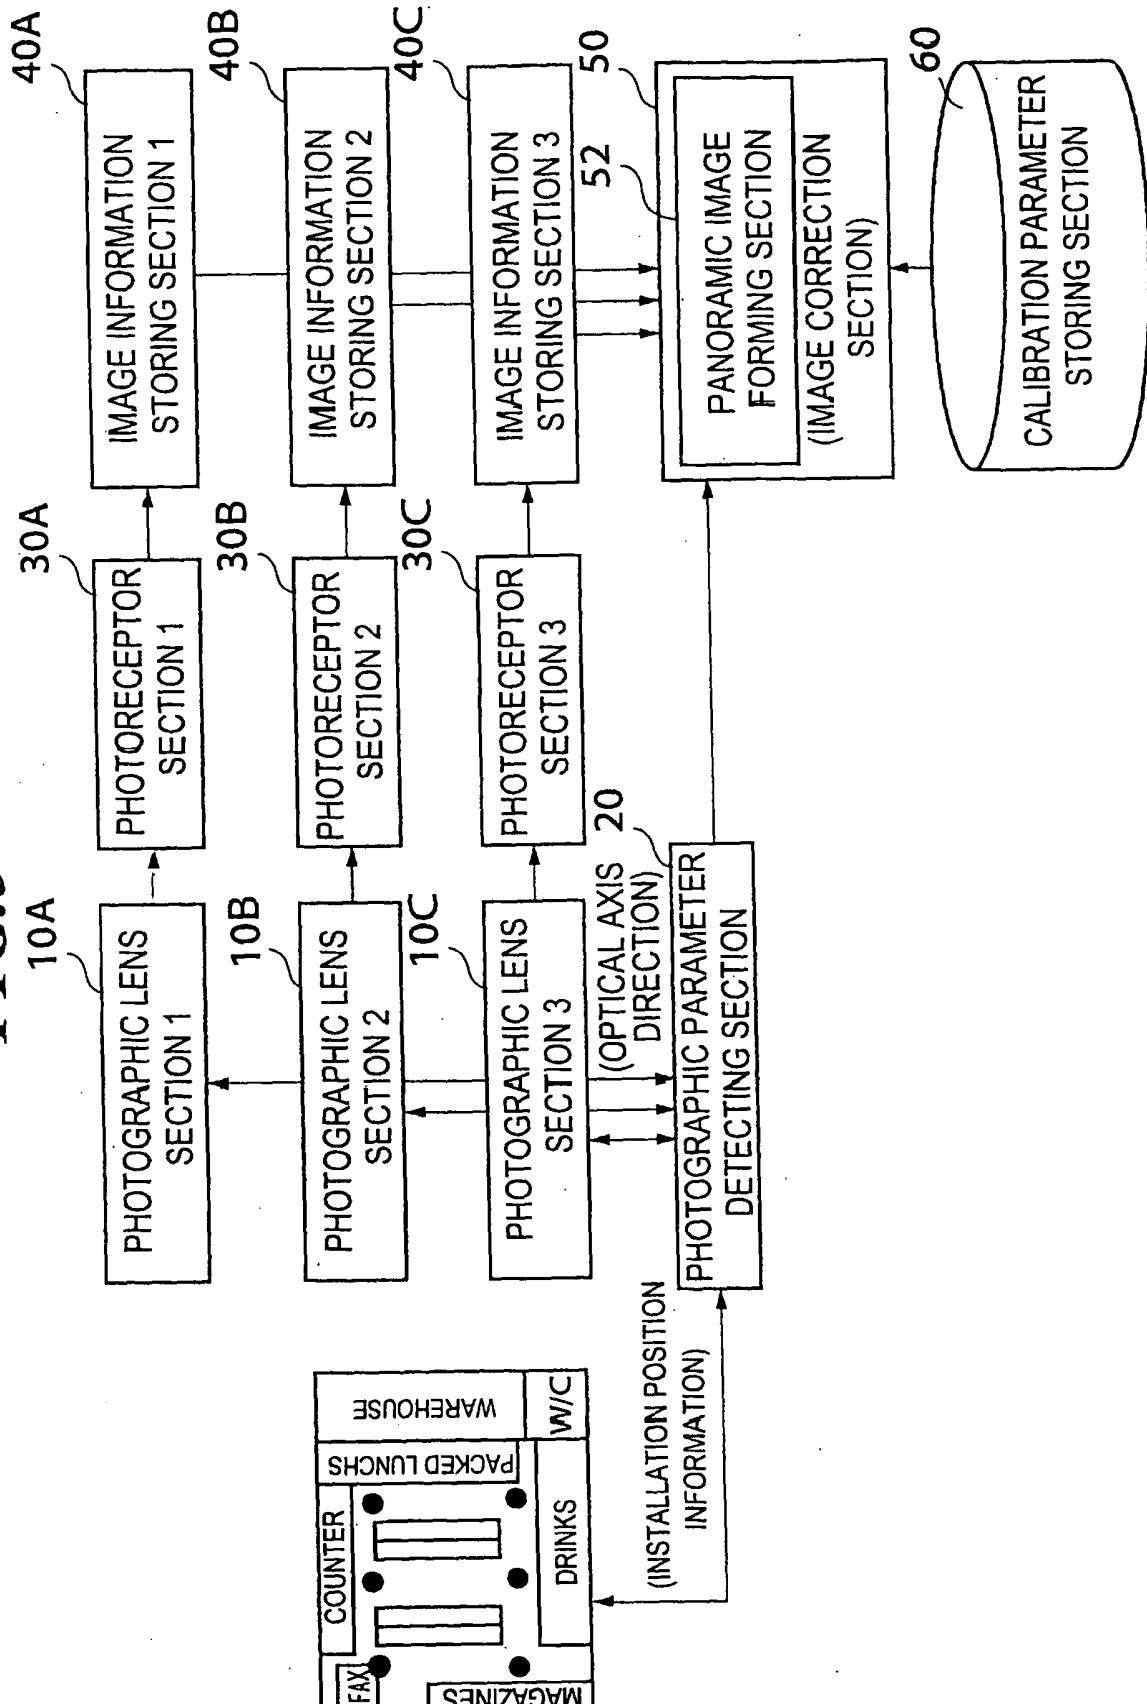 40A
IMAGE INFORMATION
STORING SECTION 1
40B
IMAGE INFORMATION
STORING SECTION 2
40C
IMAGE INFORMATION
STORING SECTION 3
50
52
PANORAMIC IMAGE
FORMING SECTION
(IMAGE CORRECTION
SECTION)
60
CALIBRATION PARAMETER
STORING SECTION
30A
PHOTORECEPTOR
SECTION 1
30B
PHOTORECEPTOR
SECTION 2
30C
PHOTORECEPTOR
SECTION 3
10A
PHOTOGRAPHIC LENS
SECTION 1
10B
PHOTOGRAPHIC LENS
SECTION 2
10C
PHOTOGRAPHIC LENS
SECTION 3
(OPTICAL AXIS
DIRECTION)
20
PHOTOGRAPHIC PARAMETER
DETECTING SECTION
(INSTALLATION POSITION
INFORMATION)
WAREHOUSE
W/C
PACKED LUNCHS
COUNTER
DRINKS
FAX
MAGAZINES